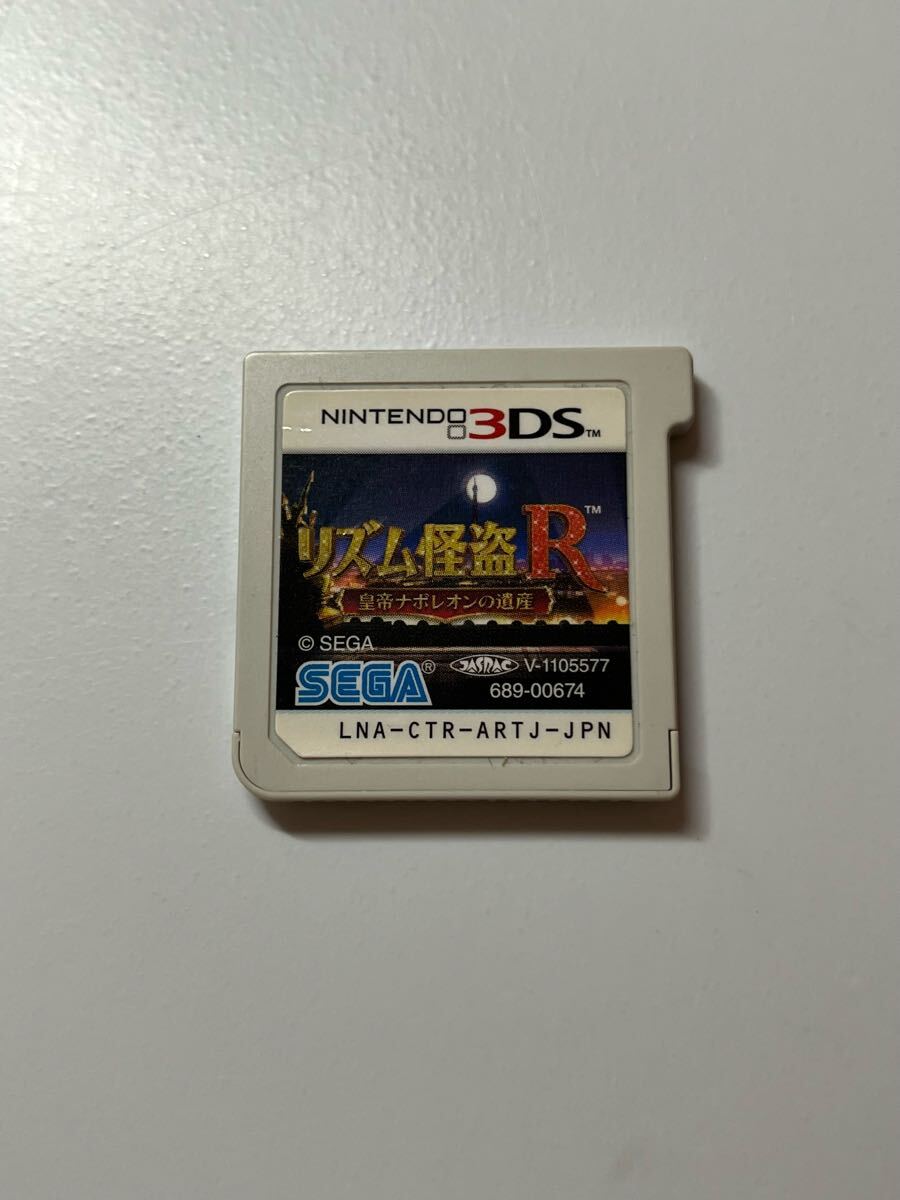 NINTENDO 3DS™
リズム怪盗R™
皇帝ナポレオンの遺産
© SEGA
SEGA® JASRAC V-1105577
689-00674
LNA-CTR-ARTJ-JPN